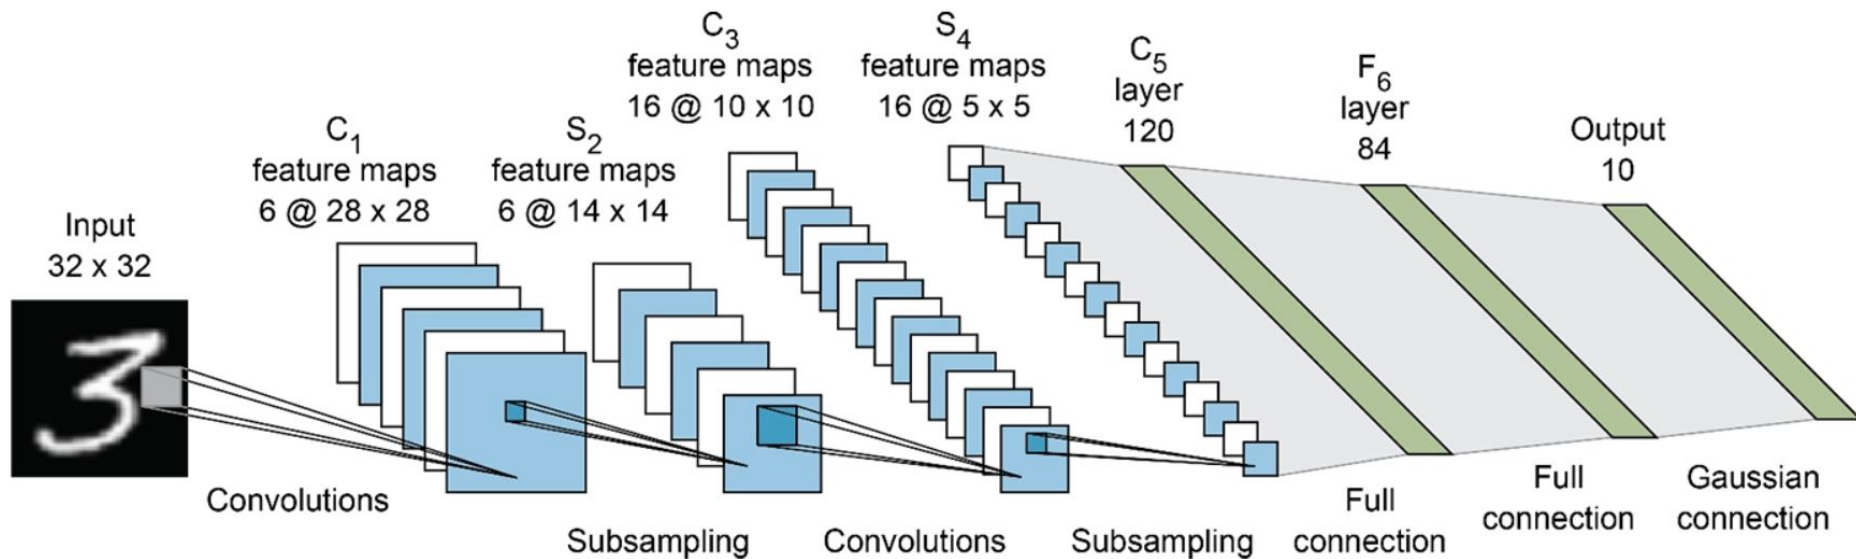 Input
32 x 32
C1
feature maps
6 @ 28 x 28
S2
feature maps
6 @ 14 x 14
C3
feature maps
16 @ 10 x 10
S4
feature maps
16 @ 5 x 5
C5
layer
120
F6
layer
84
Output
10
3
Convolutions
Subsampling
Convolutions
Subsampling
Full
connection
Full
connection
Gaussian
connection